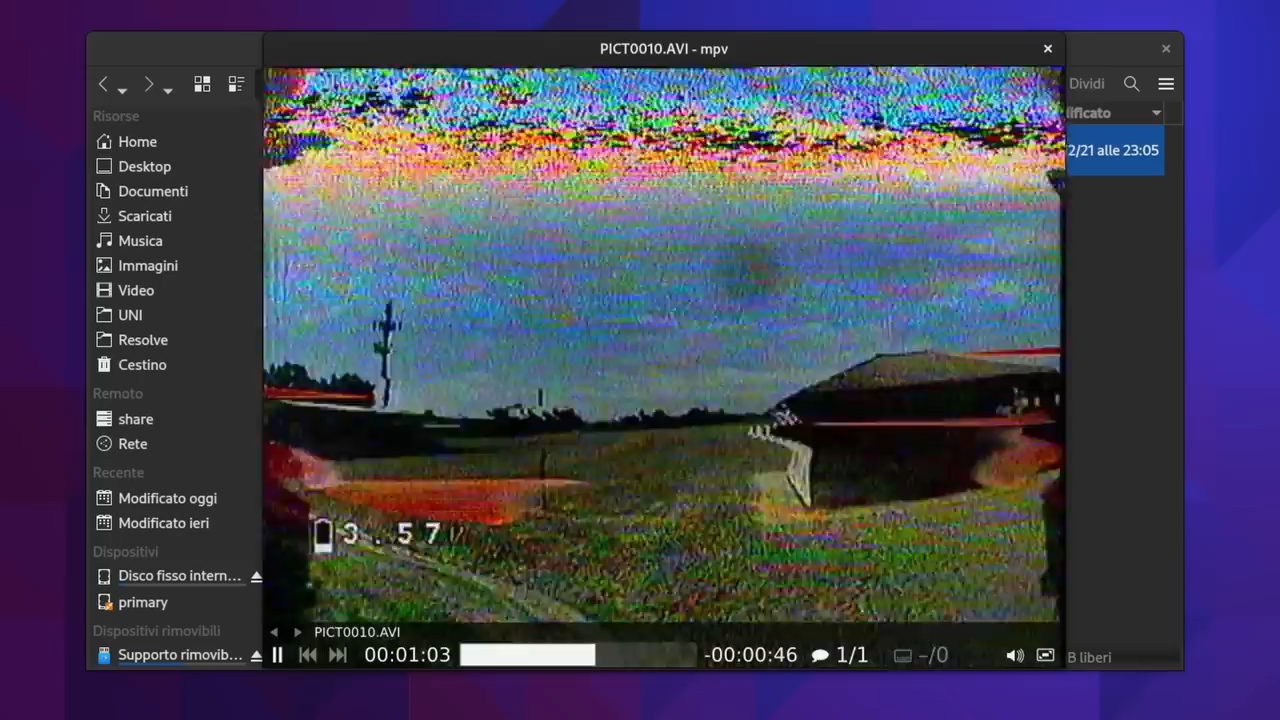 PICT0010.AVI - mpv
Dividi
Risorse
ificato
Home
2/21 alle 23:05
Desktop
Documenti
Scaricati
Musica
Immagini
Video
UNI
Resolve
Cestino
Remoto
share
Rete
Recente
Modificato oggi
Modificato ieri
3.57
Dispositivi
Disco fisso intern...
primary
Dispositivi rimovibili
PICT0010.AVI
Supporto rimovib...
00:01:03
-00:00:46
1/1
-/0
B liberi